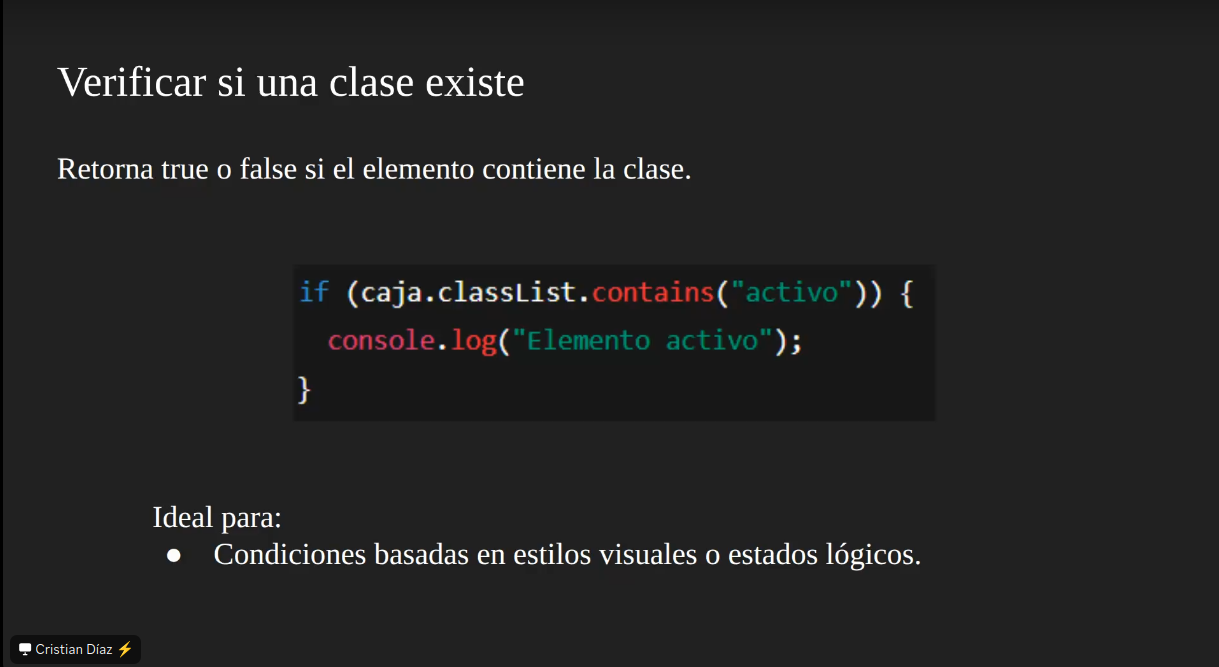 Verificar si una clase existe
Retorna true o false si el elemento contiene la clase.
if (caja.classList.contains("activo")) {
console.log("Elemento activo");
}
Ideal para:
● Condiciones basadas en estilos visuales o estados lógicos.
Cristian Díaz ⚡